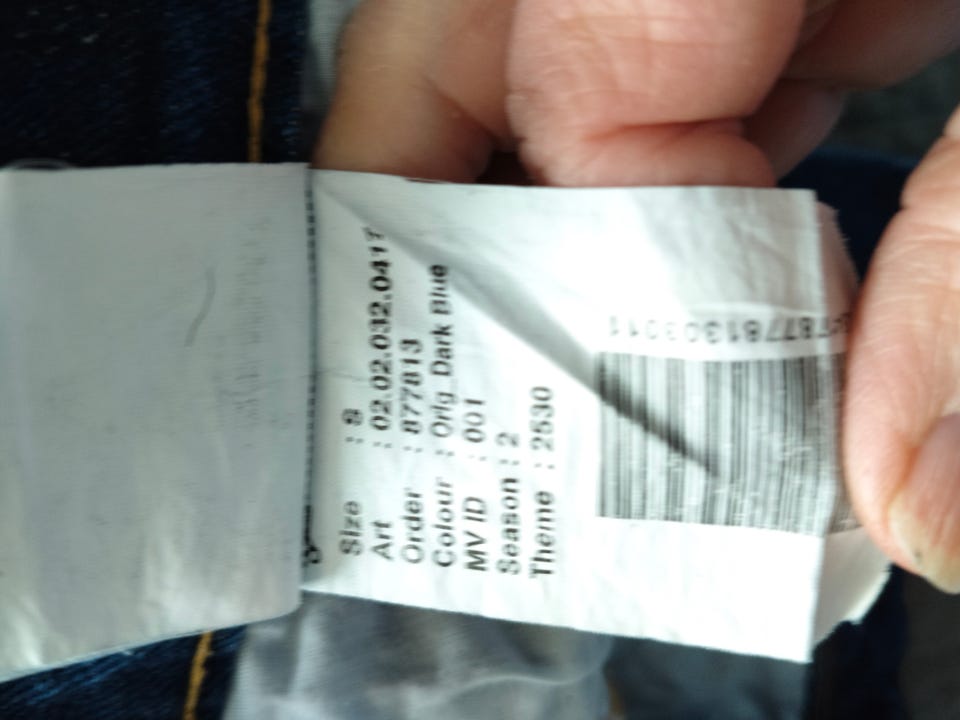 Size : S
Art : 02.02.032.0417
Order : 877813
Colour : Orig Dark Blue
MV ID : 001
Season : 2
Theme : 2530